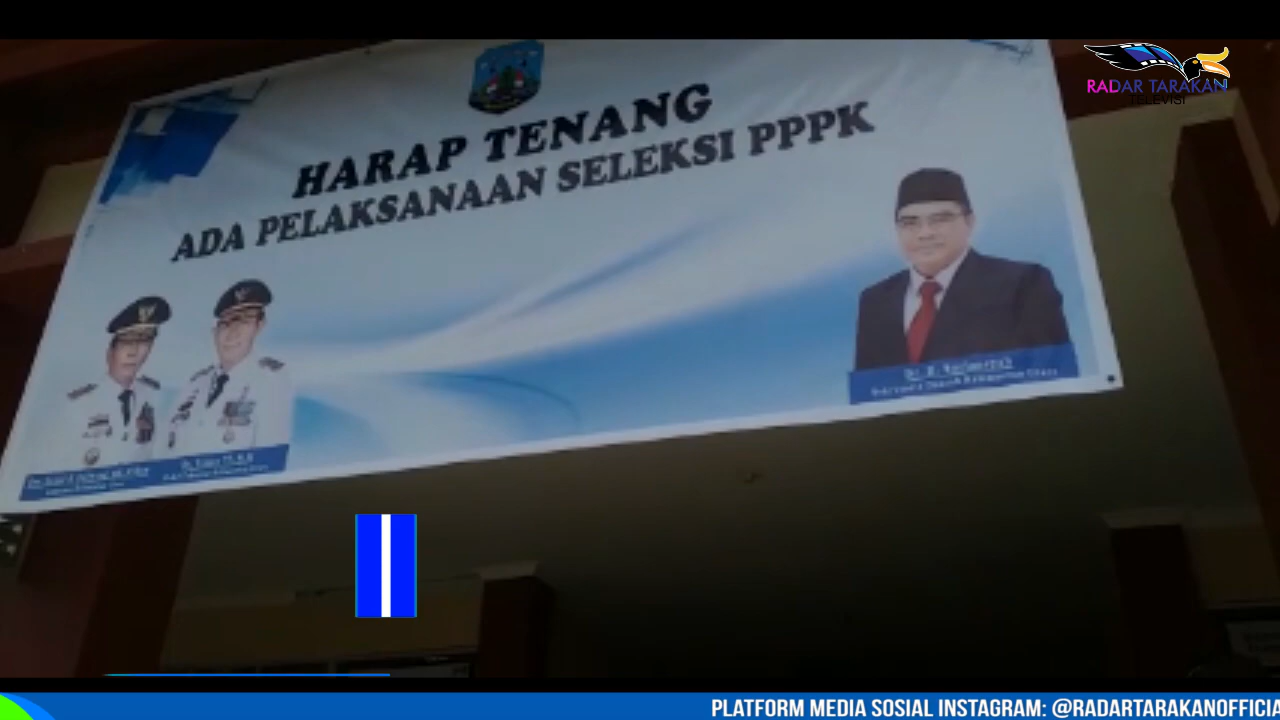 RADAR TARAKAN
TELEVISI
HARAP TENANG
ADA PELAKSANAAN SELEKSI PPPK
PLATFORM MEDIA SOSIAL INSTAGRAM: @RADARTARAKANOFFICIA